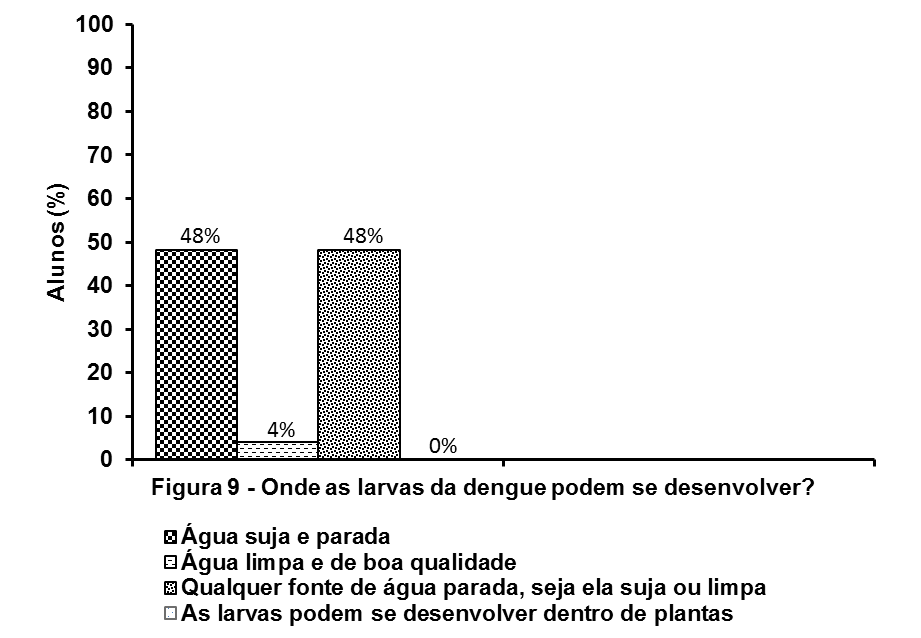 100
90
80
70
60
50
40
30
20
10
0
Alunos (%)
48%
4%
48%
0%
Figura 9 - Onde as larvas da dengue podem se desenvolver?
Água suja e parada
Água limpa e de boa qualidade
Qualquer fonte de água parada, seja ela suja ou limpa
As larvas podem se desenvolver dentro de plantas